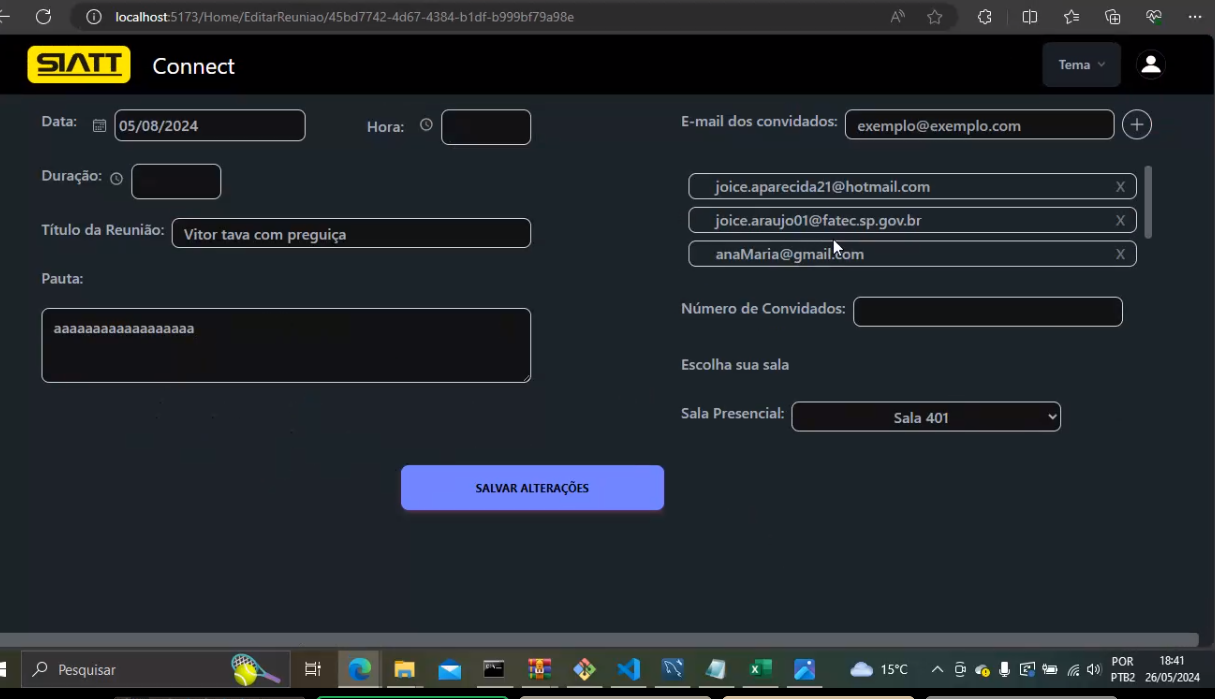 localhost:5173/Home/EditarReuniao/45bd7742-4d67-4384-b1df-b999bf79a98e
SIATT Connect
Tema
Data: 05/08/2024
Hora:
Duração:
Título da Reunião: Vitor tava com preguiça
Pauta:
aaaaaaaaaaaaaaaaaa
E-mail dos convidados: exemplo@exemplo.com
joice.aparecida21@hotmail.com X
joice.araujo01@fatec.sp.gov.br X
anaMaria@gmail.com X
Número de Convidados:
Escolha sua sala
Sala Presencial: Sala 401
SALVAR ALTERAÇÕES
Pesquisar
15°C
POR
PTB2
18:41
26/05/2024